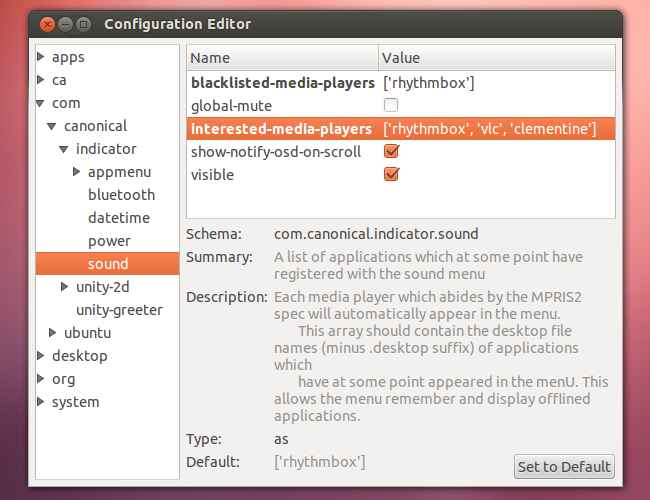 Configuration Editor
apps
ca
com
canonical
indicator
appmenu
bluetooth
datetime
power
sound
unity-2d
unity-greeter
ubuntu
desktop
org
system
Name Value
blacklisted-media-players ['rhythmbox']
global-mute
interested-media-players ['rhythmbox', 'vlc', 'clementine']
show-notify-osd-on-scroll
visible
Schema: com.canonical.indicator.sound
Summary: A list of applications which at some point have
registered with the sound menu
Description: Each media player which abides by the MPRIS2
spec will automatically appear in the menu.
This array should contain the desktop file
names (minus .desktop suffix) of applications
which
have at some point appeared in the menU. This
allows the menu remember and display offlined
applications.
Type: as
Default: ['rhythmbox']
Set to Default